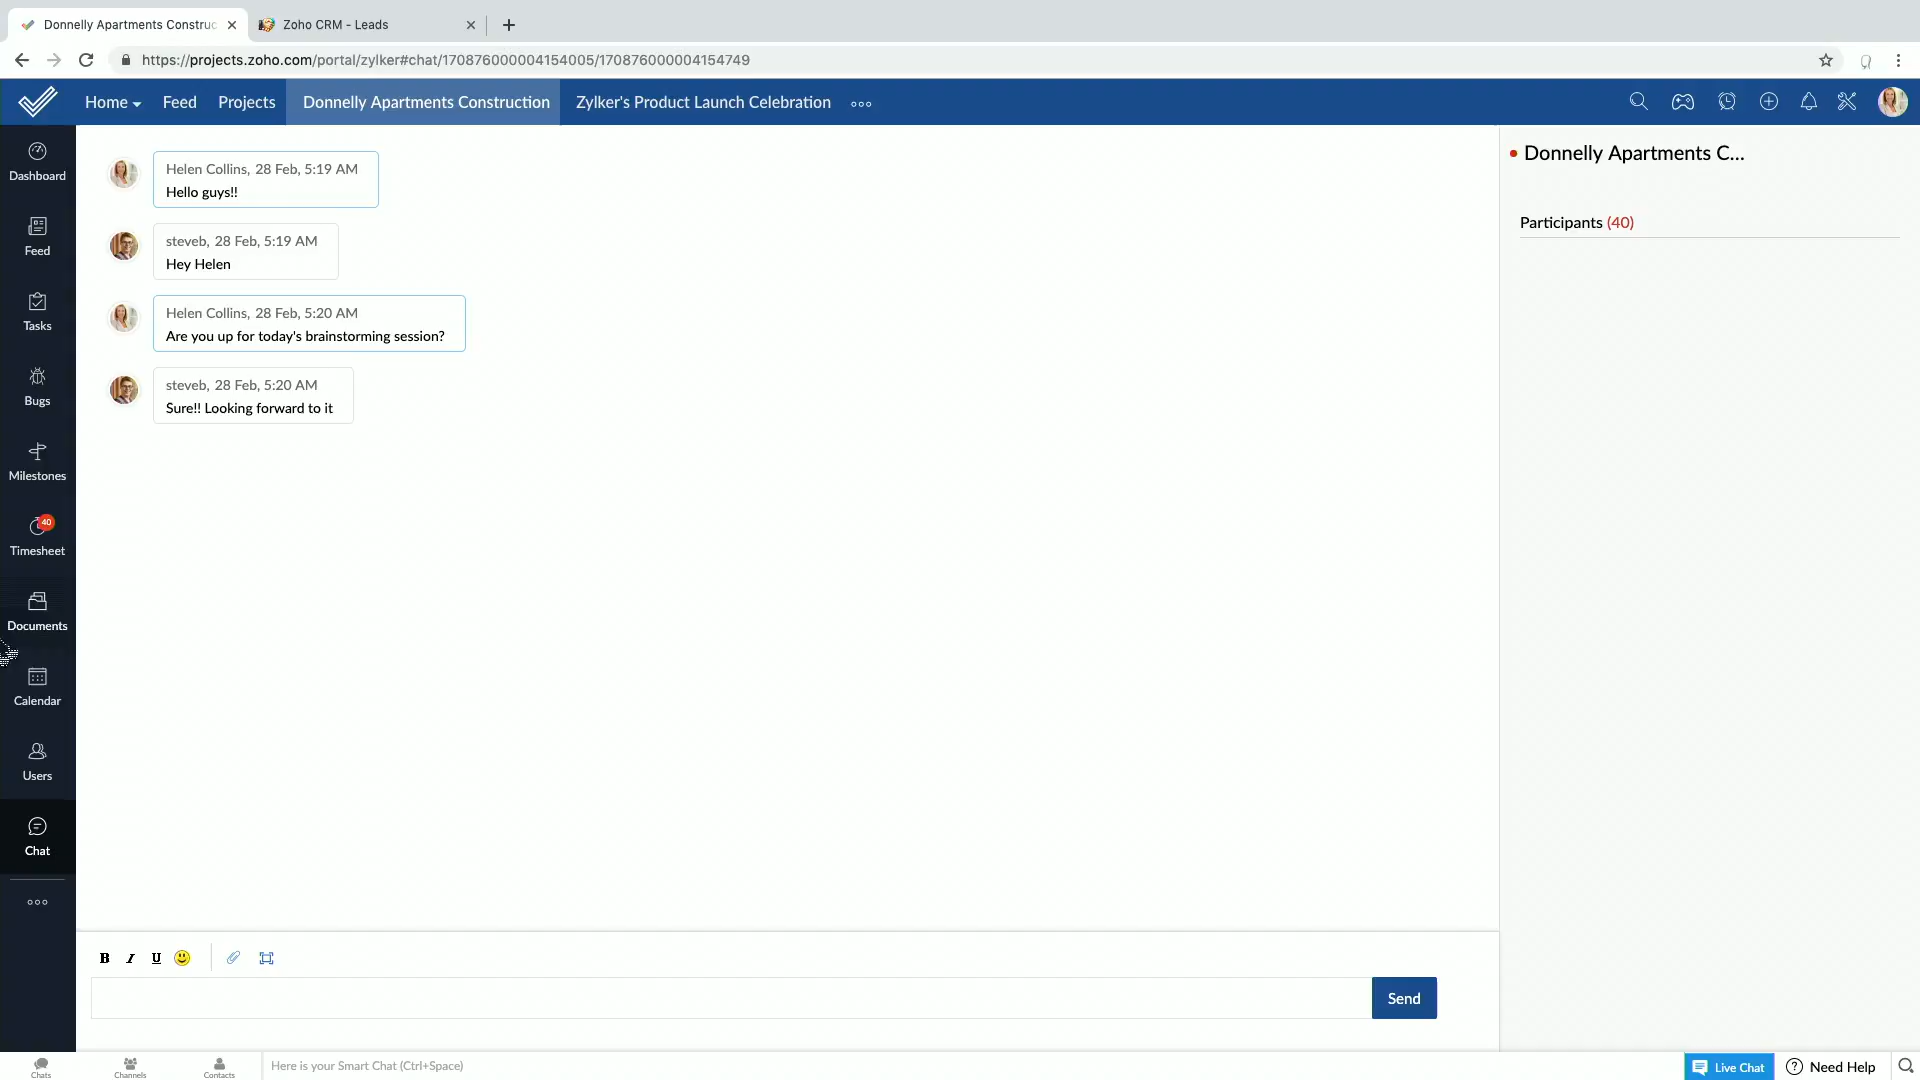 Donnelly Apartments Construc
Zoho CRM - Leads
https://projects.zoho.com/portal/zylker#chat/170876000004154005/170876000004154749
Home Feed Projects Donnelly Apartments Construction Zylker's Product Launch Celebration
Dashboard
Feed
Tasks
Bugs
Milestones
40
Timesheet
Documents
Calendar
Users
Chat
Helen Collins, 28 Feb, 5:19 AM
Hello guys!!
steveb, 28 Feb, 5:19 AM
Hey Helen
Helen Collins, 28 Feb, 5:20 AM
Are you up for today's brainstorming session?
steveb, 28 Feb, 5:20 AM
Sure!! Looking forward to it
Donnelly Apartments C...
Participants (40)
B I U
Send
Chats
Channels
Contacts
Here is your Smart Chat (Ctrl+Space)
Live Chat
Need Help